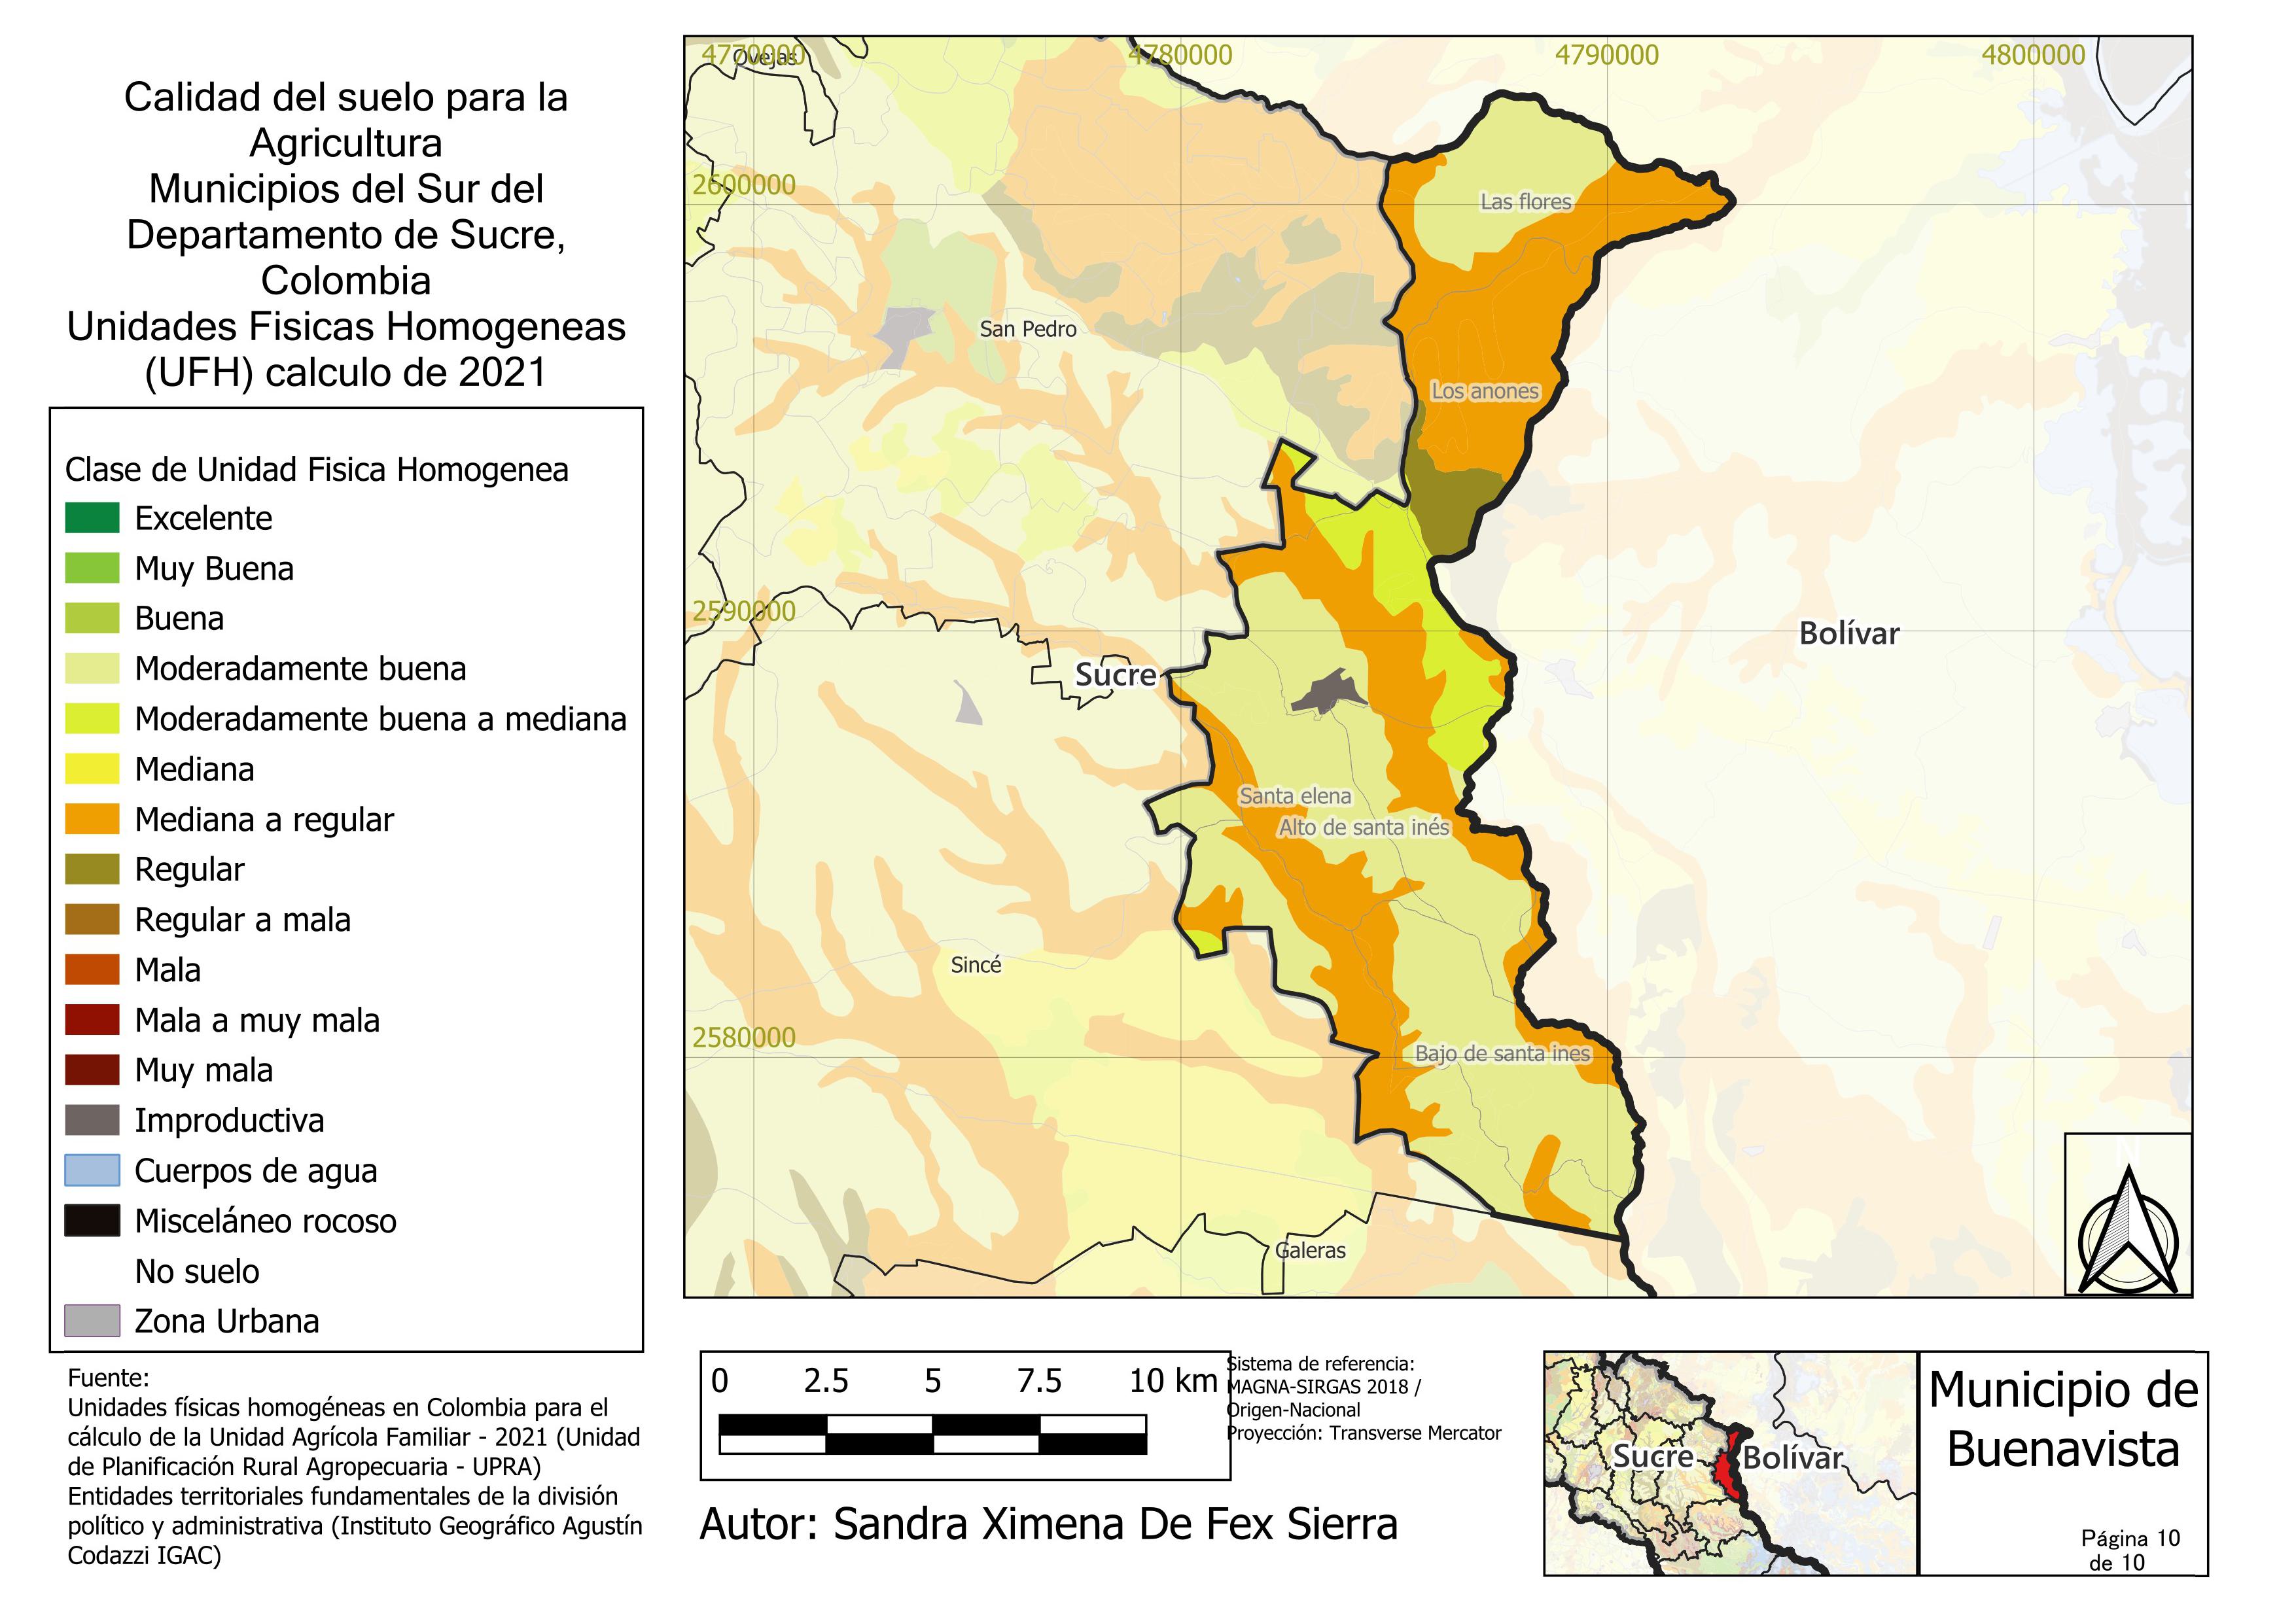 Calidad del suelo para la
Agricultura
Municipios del Sur del
Departamento de Sucre,
Colombia
Unidades Fisicas Homogeneas
(UFH) calculo de 2021
Clase de Unidad Fisica Homogenea
Excelente
Muy Buena
Buena
Moderadamente buena
Moderadamente buena a mediana
Mediana
Mediana a regular
Regular
Regular a mala
Mala
Mala a muy mala
Muy mala
Improductiva
Cuerpos de agua
Misceláneo rocoso
No suelo
Zona Urbana
Fuente:
Unidades físicas homogéneas en Colombia para el
cálculo de la Unidad Agrícola Familiar - 2021 (Unidad
de Planificación Rural Agropecuaria - UPRA)
Entidades territoriales fundamentales de la división
político y administrativa (Instituto Geográfico Agustín
Codazzi IGAC)
4770000 4780000 4790000 4800000
Ovejas
2600000
Las flores
San Pedro
Los anones
2590000
Bolívar
Sucre
Santa elena
Alto de santa inés
Sincé
2580000
Bajo de santa ines
Galeras
N
0 2.5 5 7.5 10 km
Sistema de referencia:
MAGNA-SIRGAS 2018 /
Origen-Nacional
Proyección: Transverse Mercator
Autor: Sandra Ximena De Fex Sierra
Sucre Bolívar
Municipio de
Buenavista
Página 10
de 10